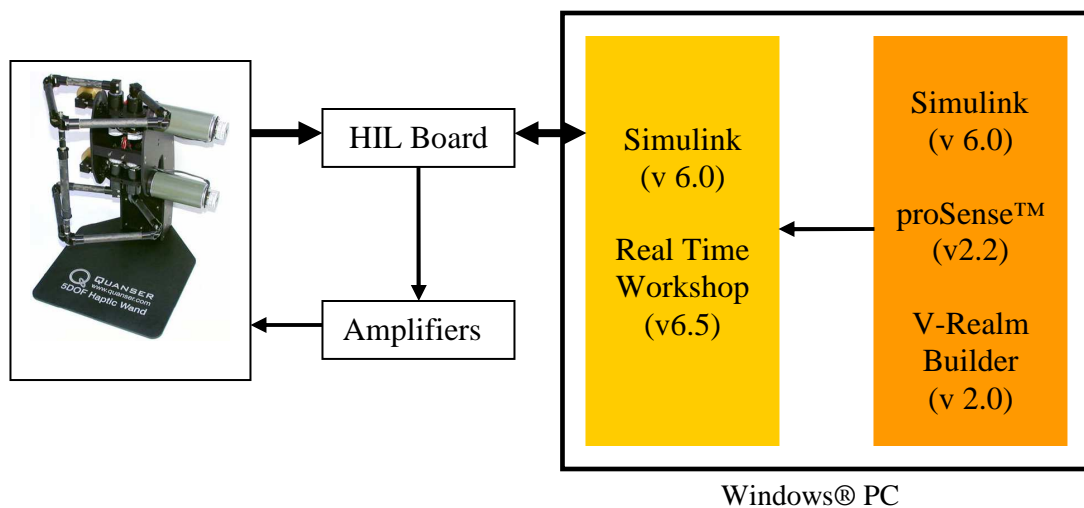 QUANSER
www.quanser.com
5DOF Haptic Wand
HIL Board
Amplifiers
Simulink
(v 6.0)
Real Time
Workshop
(v6.5)
Simulink
(v 6.0)
proSense™
(v2.2)
V-Realm
Builder
(v 2.0)
Windows® PC